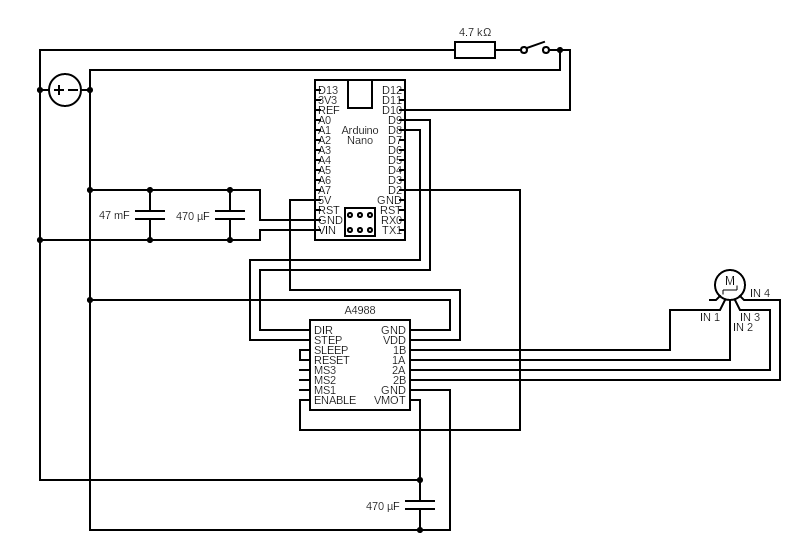 4.7 kΩ
D13
3V3
REF
A0
A1
A2
A3
A4
A5
A6
A7
5V
RST
GND
VIN
Arduino
Nano
D12
D11
D10
D9
D8
D7
D6
D5
D4
D3
D2
GND
RST
RX0
TX1
47 mF
470 µF
M
IN 4
IN 1
IN 3
IN 2
A4988
DIR
STEP
SLEEP
RESET
MS3
MS2
MS1
ENABLE
GND
VDD
1B
1A
2A
2B
GND
VMOT
470 µF